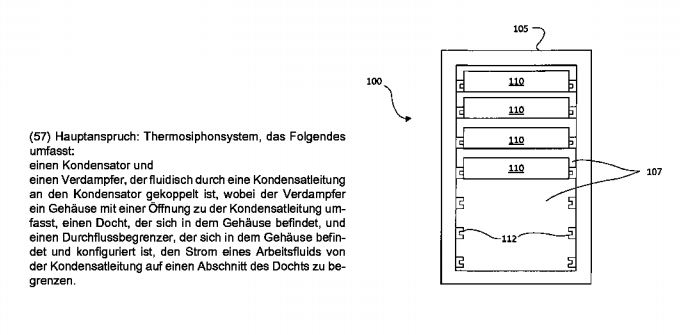 (57) Hauptanspruch: Thermosiphonsystem, das Folgendes
umfasst:
einen Kondensator und
einen Verdampfer, der fluidisch durch eine Kondensatleitung
an den Kondensator gekoppelt ist, wobei der Verdampfer
ein Gehäuse mit einer Öffnung zu der Kondensatleitung um-
fasst, einen Docht, der sich in dem Gehäuse befindet, und
einen Durchflussbegrenzer, der sich in dem Gehäuse befin-
det und konfiguriert ist, den Strom eines Arbeitsfluids von
der Kondensatleitung auf einen Abschnitt des Dochts zu be-
grenzen.
105
100
110
110
110
110
107
112